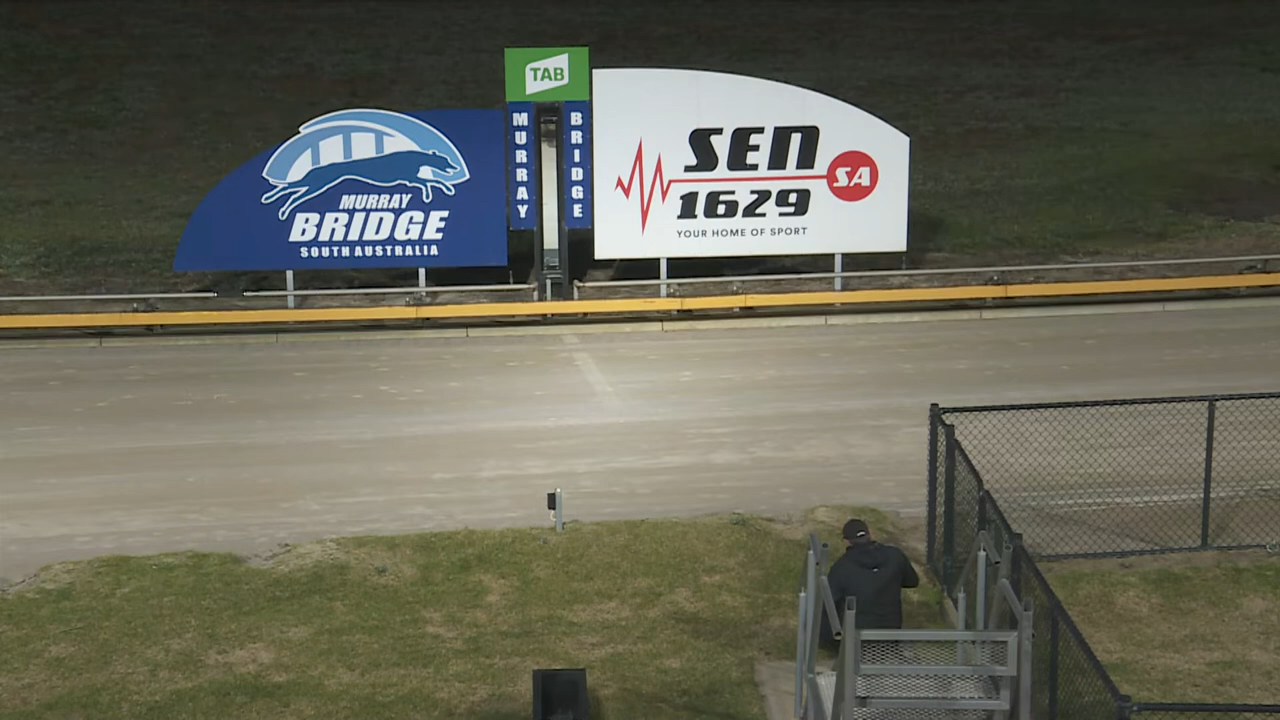 TAB
MURRAY
BRIDGE
MURRAY
BRIDGE
SOUTH AUSTRALIA
SEN
SA
1629
YOUR HOME OF SPORT